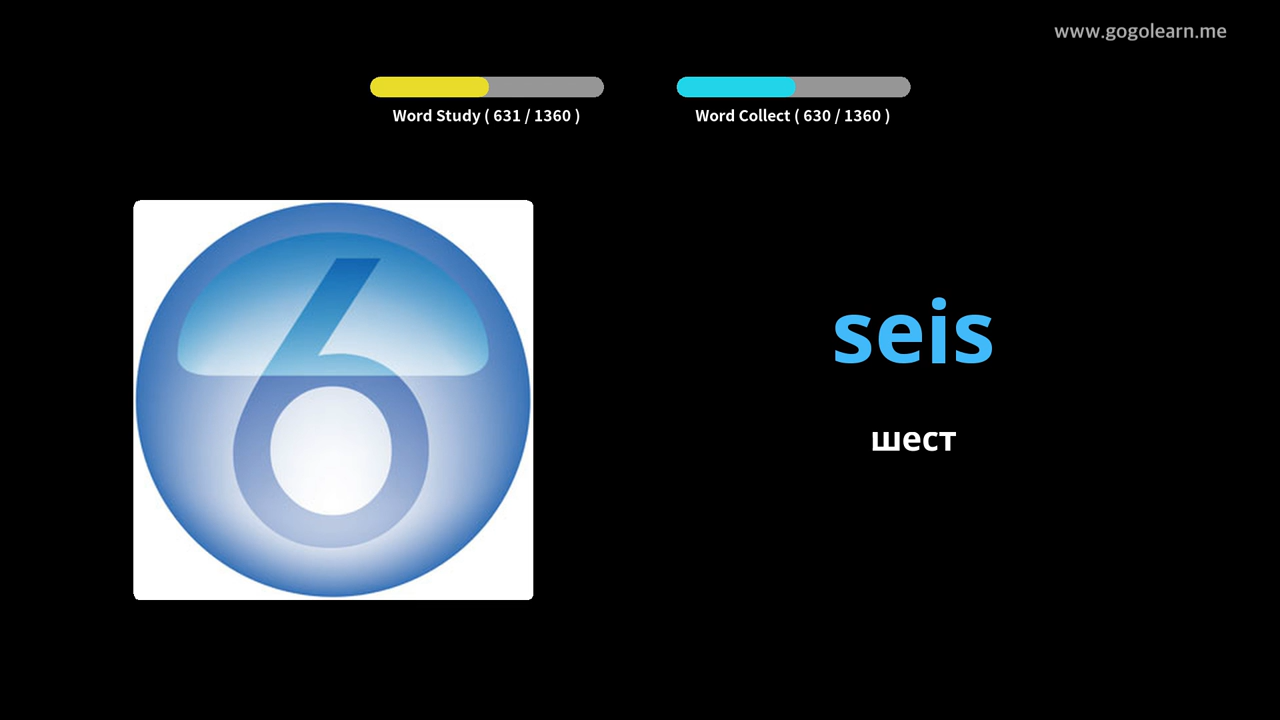 www.gogolearn.me
Word Study ( 631 / 1360 )
Word Collect ( 630 / 1360 )
6
seis
шест